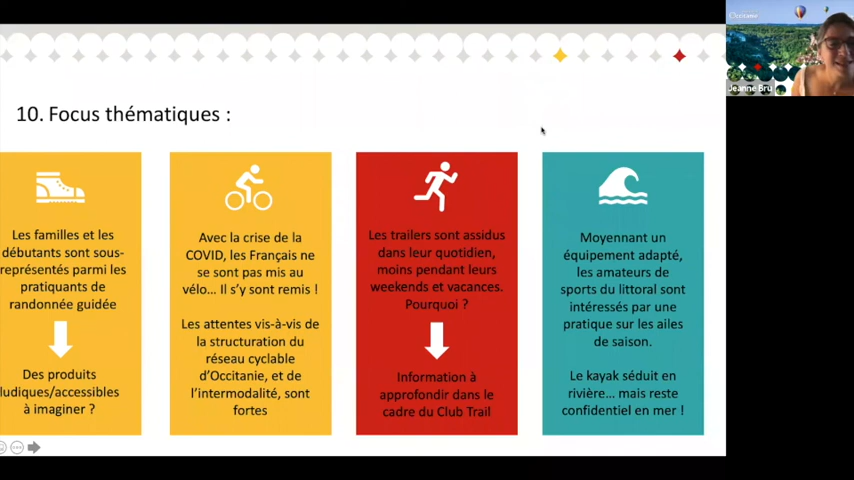 Occitanie
Jeanne Bru
10. Focus thématiques :
Les familles et les
débutants sont sous-
représentés parmi les
pratiquants de
randonnée guidée
Des produits
ludiques/accessibles
à imaginer ?
Avec la crise de la
COVID, les Français ne
se sont pas mis au
vélo... Il s'y sont remis !
Les attentes vis-à-vis de
la structuration du
réseau cyclable
d'Occitanie, et de
l'intermodalité, sont
fortes
Les trailers sont assidus
dans leur quotidien,
moins pendant leurs
weekends et vacances.
Pourquoi ?
Information à
approfondir dans le
cadre du Club Trail
Moyennant un
équipement adapté,
les amateurs de
sports du littoral sont
intéressés par une
pratique sur les ailes
de saison.
Le kayak séduit en
rivière... mais reste
confidentiel en mer !